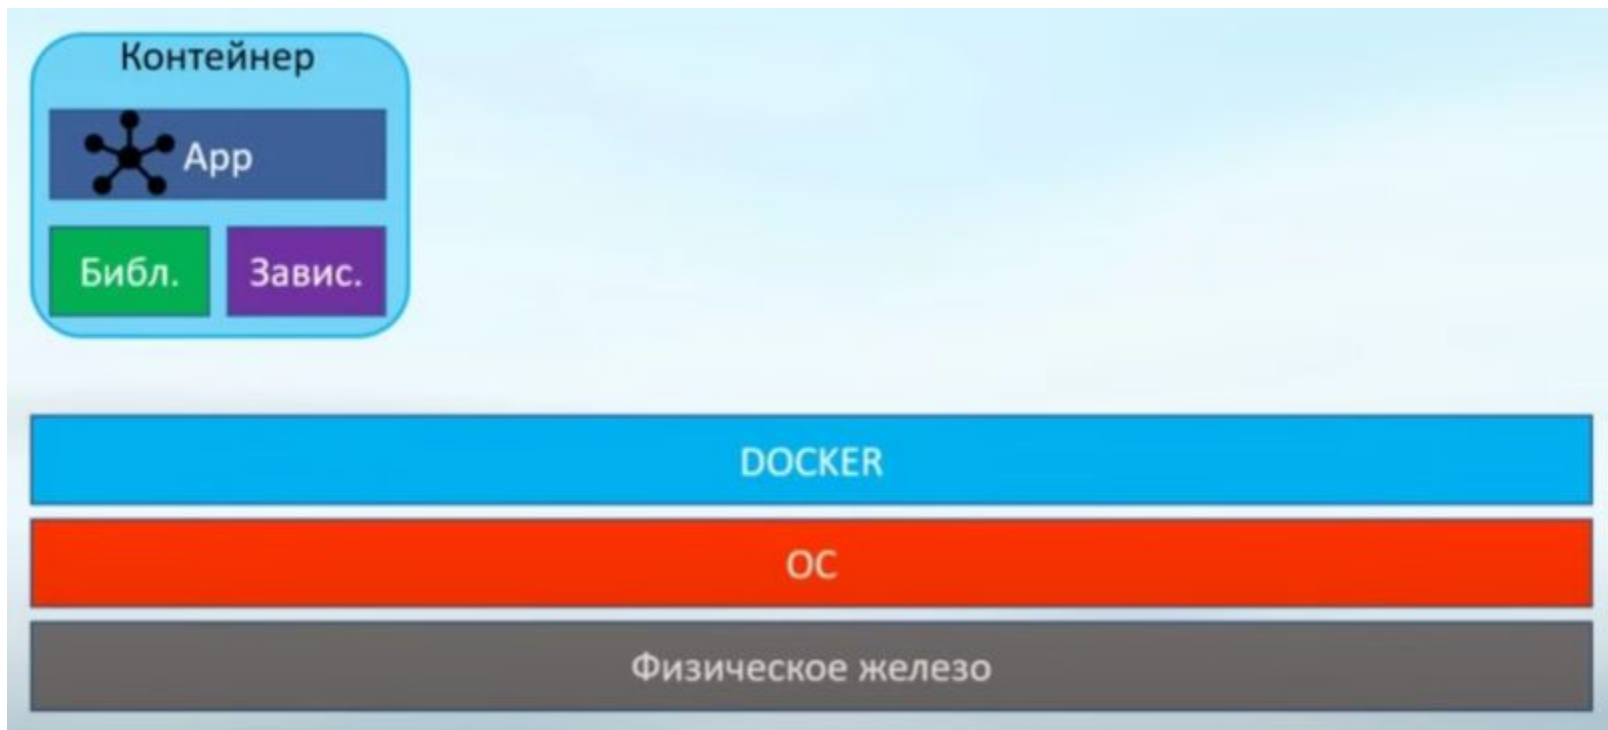 Контейнер
App
Библ. Завис.
DOCKER
ОС
Физическое железо